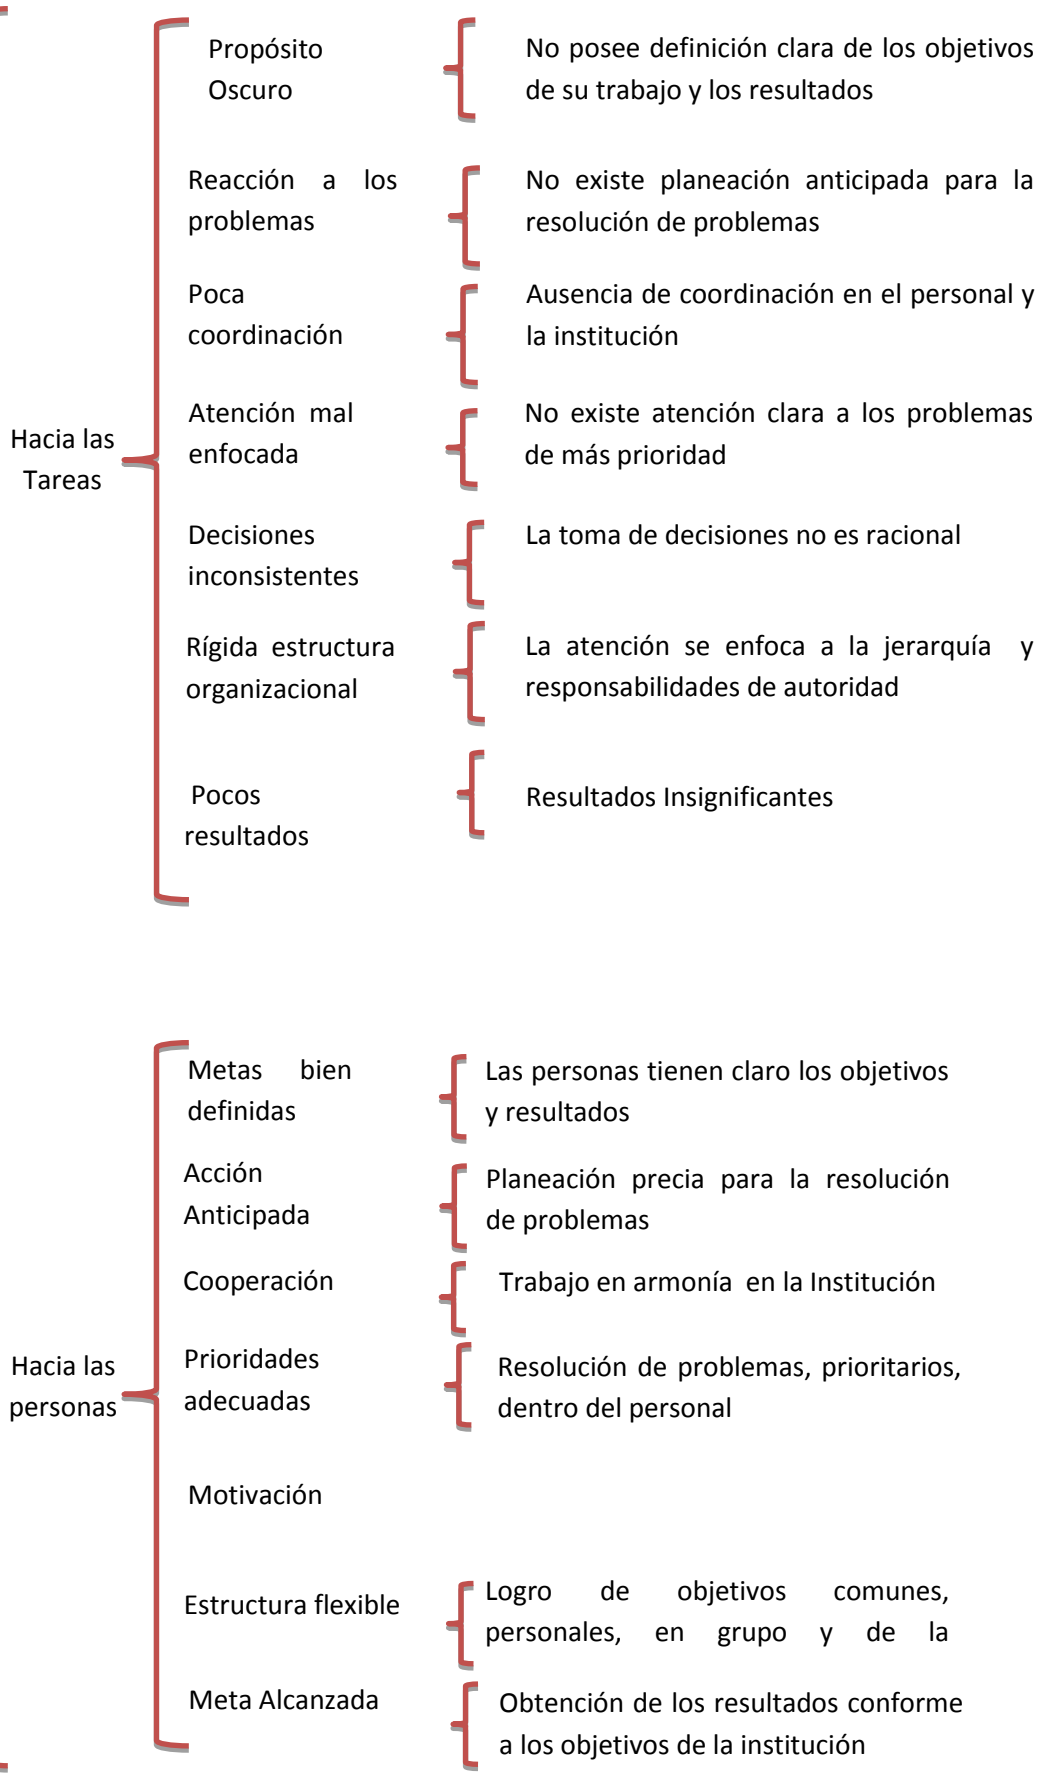 Propósito
Oscuro
No posee definición clara de los objetivos
de su trabajo y los resultados
Reacción a los
problemas
No existe planeación anticipada para la
resolución de problemas
Poca
coordinación
Ausencia de coordinación en el personal y
la institución
Hacia las
Tareas
Atención mal
enfocada
No existe atención clara a los problemas
de más prioridad
Decisiones
inconsistentes
La toma de decisiones no es racional
Rígida estructura
organizacional
La atención se enfoca a la jerarquía y
responsabilidades de autoridad
Pocos
resultados
Resultados Insignificantes
Metas bien
definidas
Las personas tienen claro los objetivos
y resultados
Acción
Anticipada
Planeación precia para la resolución
de problemas
Cooperación
Trabajo en armonía en la Institución
Hacia las
personas
Prioridades
adecuadas
Resolución de problemas, prioritarios,
dentro del personal
Motivación
Estructura flexible
Logro de objetivos comunes,
personales, en grupo y de la
Meta Alcanzada
Obtención de los resultados conforme
a los objetivos de la institución